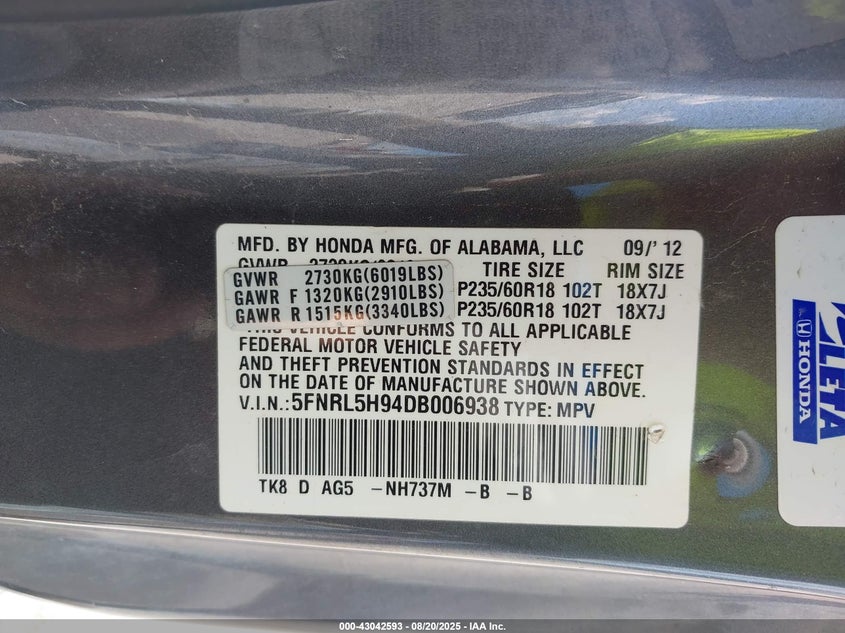 MFD. BY HONDA MFG. OF ALABAMA, LLC 09/' 12
GVWR TIRE SIZE RIM SIZE
GVWR 2730KG(6019LBS)
GAWR F 1320KG(2910LBS) P235/60R18 102T 18X7J
GAWR R 1515KG(3340LBS) P235/60R18 102T 18X7J
THIS VEHICLE CONFORMS TO ALL APPLICABLE
FEDERAL MOTOR VEHICLE SAFETY
AND THEFT PREVENTION STANDARDS IN EFFECT
ON THE DATE OF MANUFACTURE SHOWN ABOVE.
V.I.N.:5FNRL5H94DB006938 TYPE: MPV
TK8 D AG5 -NH737M -B -B
HONDA
LETA
000-43042593 - 08/20/2025 - IAA Inc.